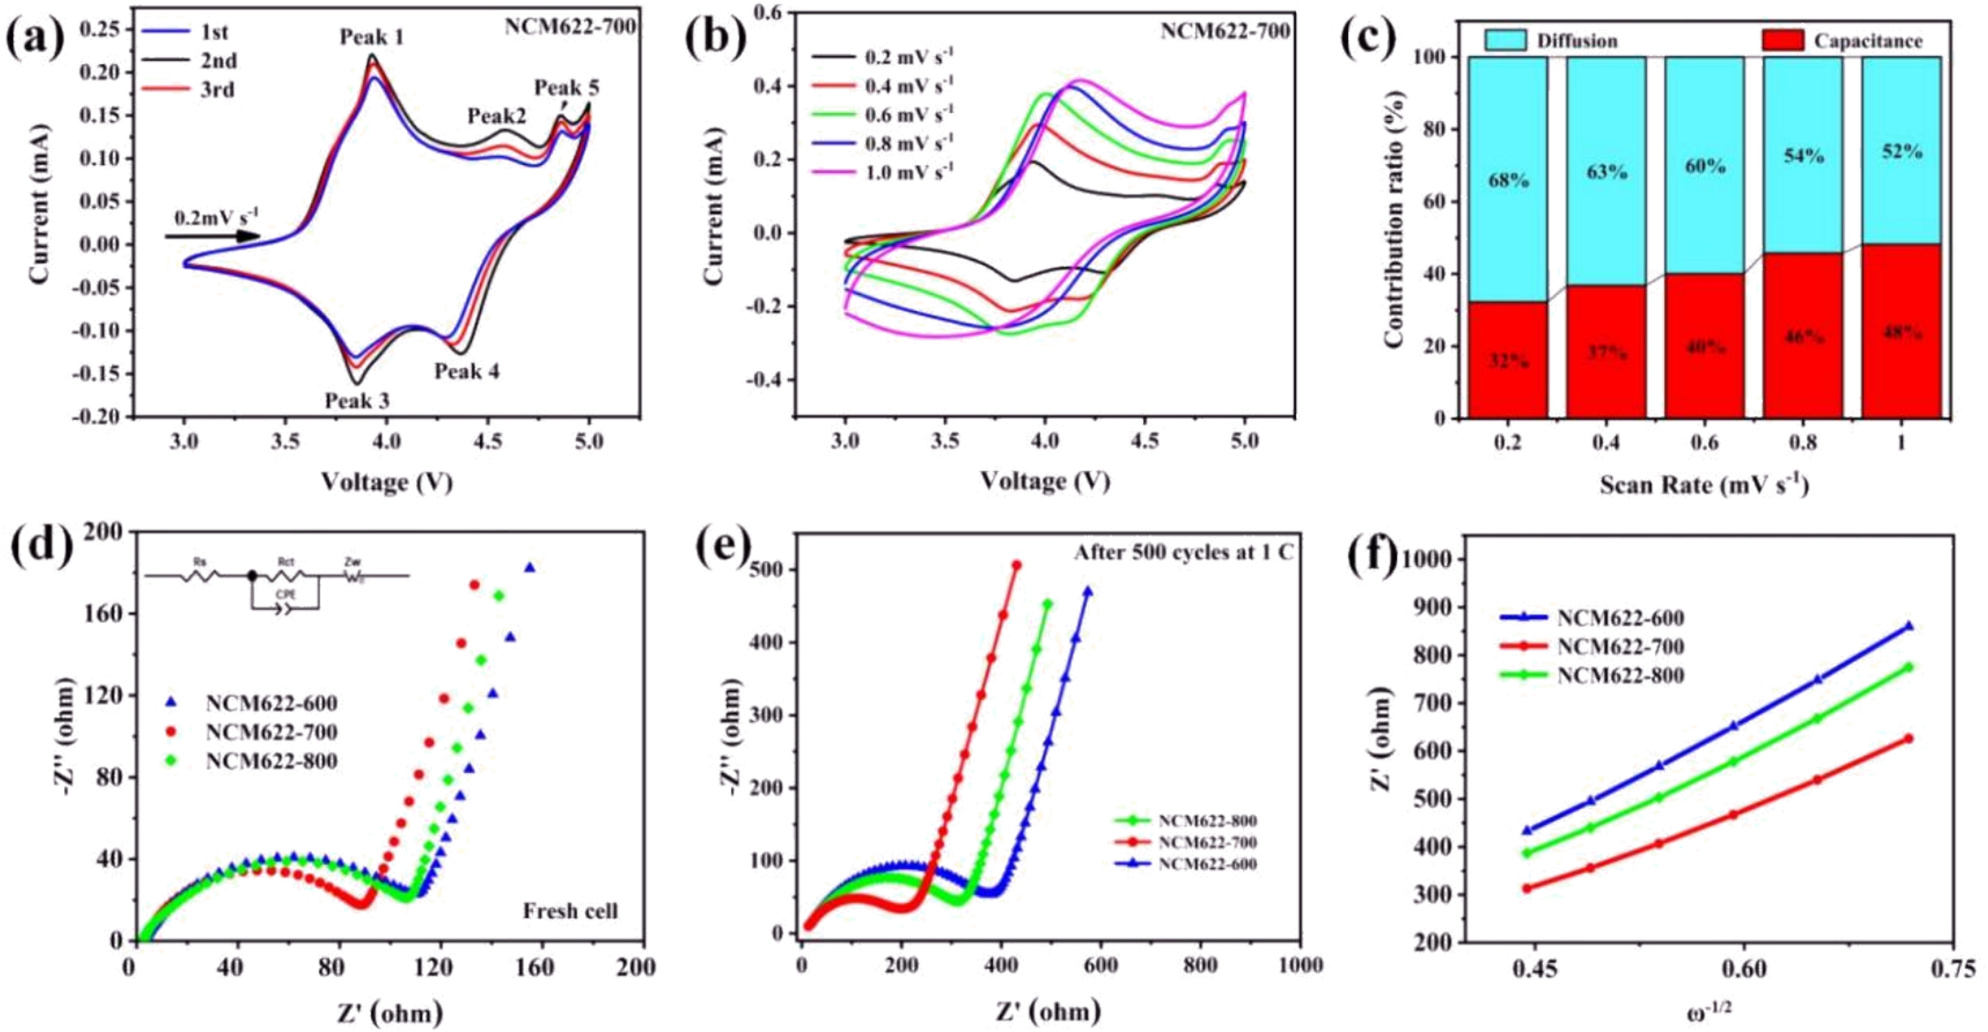 (a)
NCM622-700
1st
2nd
3rd
Peak 1
Peak2
Peak 5
0.2mV s-1
Peak 3
Peak 4
0.25
0.20
0.15
0.10
0.05
0.00
-0.05
-0.10
-0.15
-0.20
Current (mA)
3.0 3.5 4.0 4.5 5.0
Voltage (V)
(b)
NCM622-700
0.2 mV s-1
0.4 mV s-1
0.6 mV s-1
0.8 mV s-1
1.0 mV s-1
0.6
0.4
0.2
0.0
-0.2
-0.4
Current (mA)
3.0 3.5 4.0 4.5 5.0
Voltage (V)
(c)
Diffusion Capacitance
100
80
60
40
20
0
Contribution ratio (%)
68% 63% 60% 54% 52%
32% 37% 40% 46% 48%
0.2 0.4 0.6 0.8 1
Scan Rate (mV s-1)
(d)
Rs Rct Zw
CPE
NCM622-600
NCM622-700
NCM622-800
Fresh cell
200
160
120
80
40
0
-Z'' (ohm)
0 40 80 120 160 200
Z' (ohm)
(e)
After 500 cycles at 1 C
NCM622-800
NCM622-700
NCM622-600
500
400
300
200
100
0
-Z'' (ohm)
0 200 400 600 800 1000
Z' (ohm)
(f)
NCM622-600
NCM622-700
NCM622-800
1000
900
800
700
600
500
400
300
200
Z' (ohm)
0.45 0.60 0.75
ω-1/2